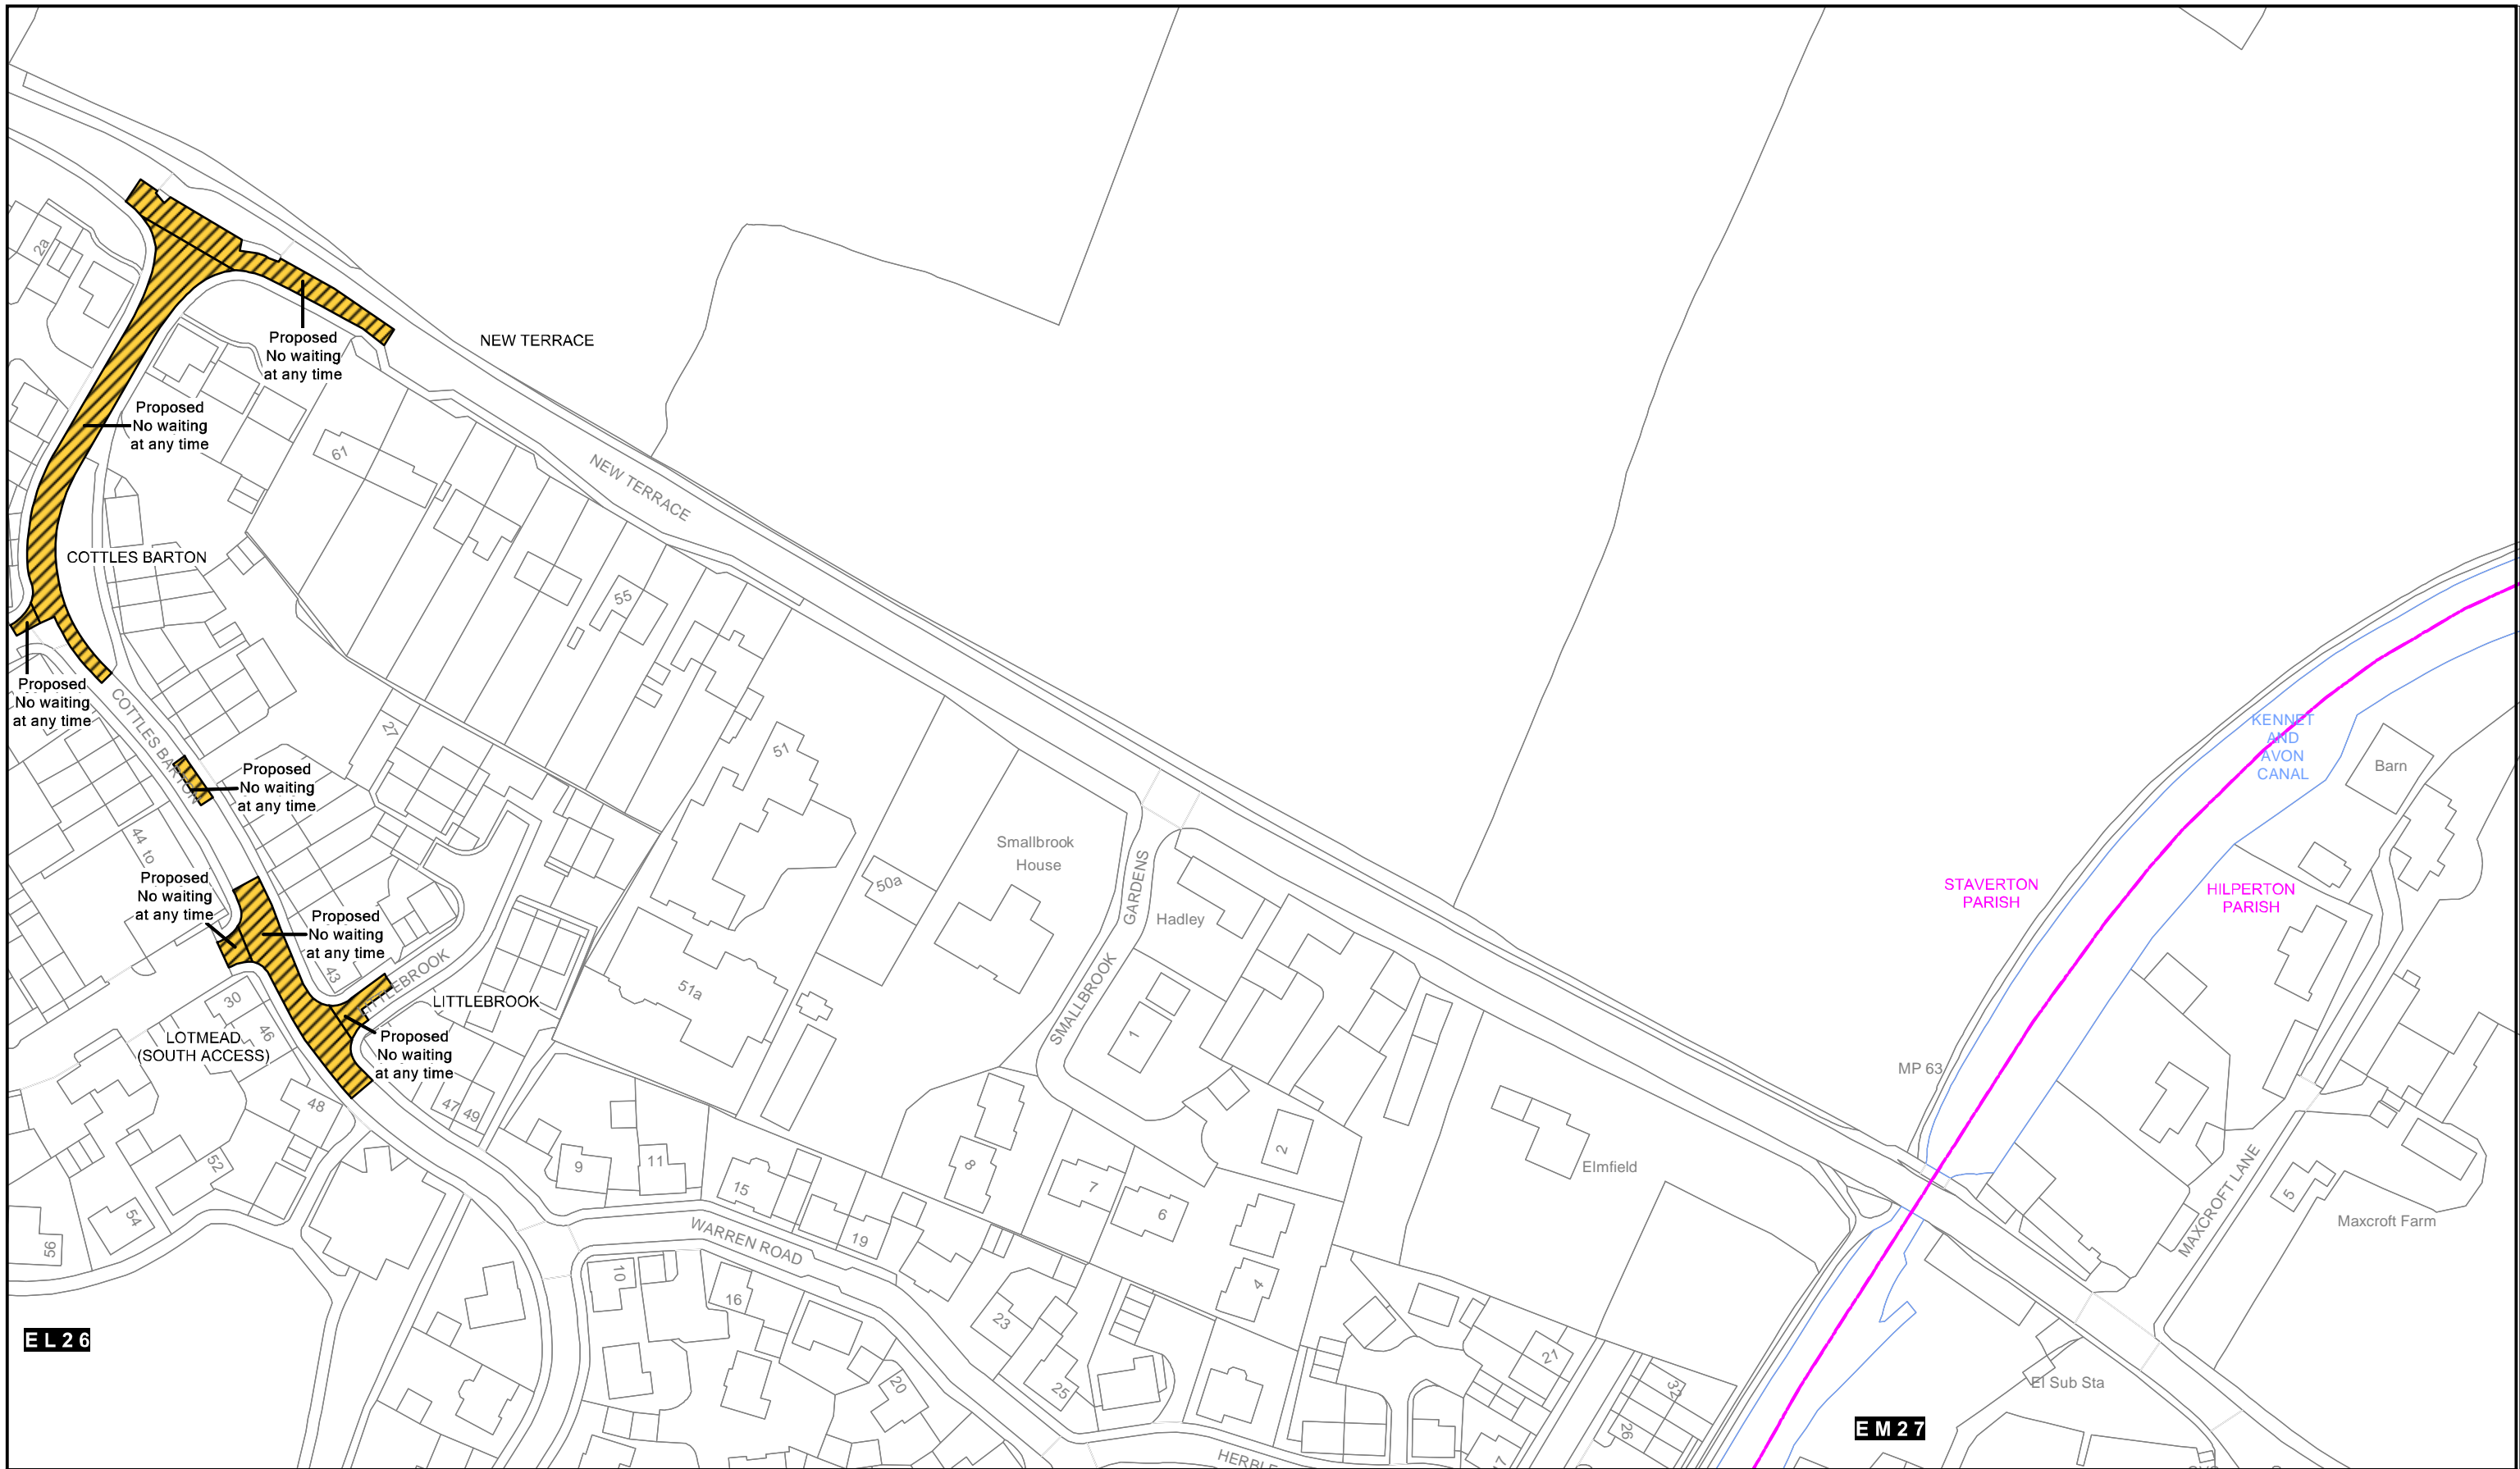 2a
NEW TERRACE
Proposed
No waiting
at any time
Proposed
No waiting
at any time
61
NEW TERRACE
COTTLES BARTON
55
Proposed
No waiting
at any time
COTTLES BARTON
27
51
KENNET
AND
AVON
CANAL
Barn
Proposed
No waiting
at any time
44 to
Smallbrook
House
50a
SMALLBROOK GARDENS
Hadley
STAVERTON
PARISH
HILPERTON
PARISH
Proposed
No waiting
at any time
Proposed
No waiting
at any time
43
LITTLEBROOK
LITTLEBROOK
51a
30
46
LOTMEAD
(SOUTH ACCESS)
Proposed
No waiting
at any time
1
MP 63
48
47
49
52
54
56
9
11
15
19
8
7
6
2
Elmfield
MAXCROFT LANE
5
Maxcroft Farm
WARREN ROAD
10
16
4
23
25
20
21
32
26
17
El Sub Sta
EL26
EM27